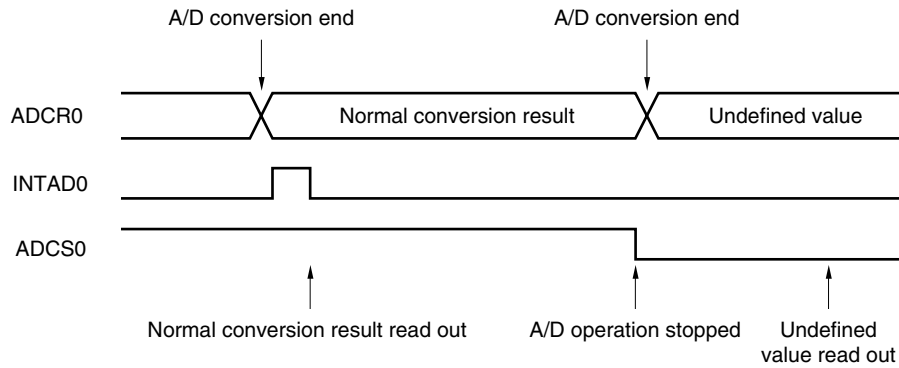 A/D conversion end
A/D conversion end
ADCR0
Normal conversion result
Undefined value
INTAD0
ADCS0
Normal conversion result read out
A/D operation stopped
Undefined
value read out